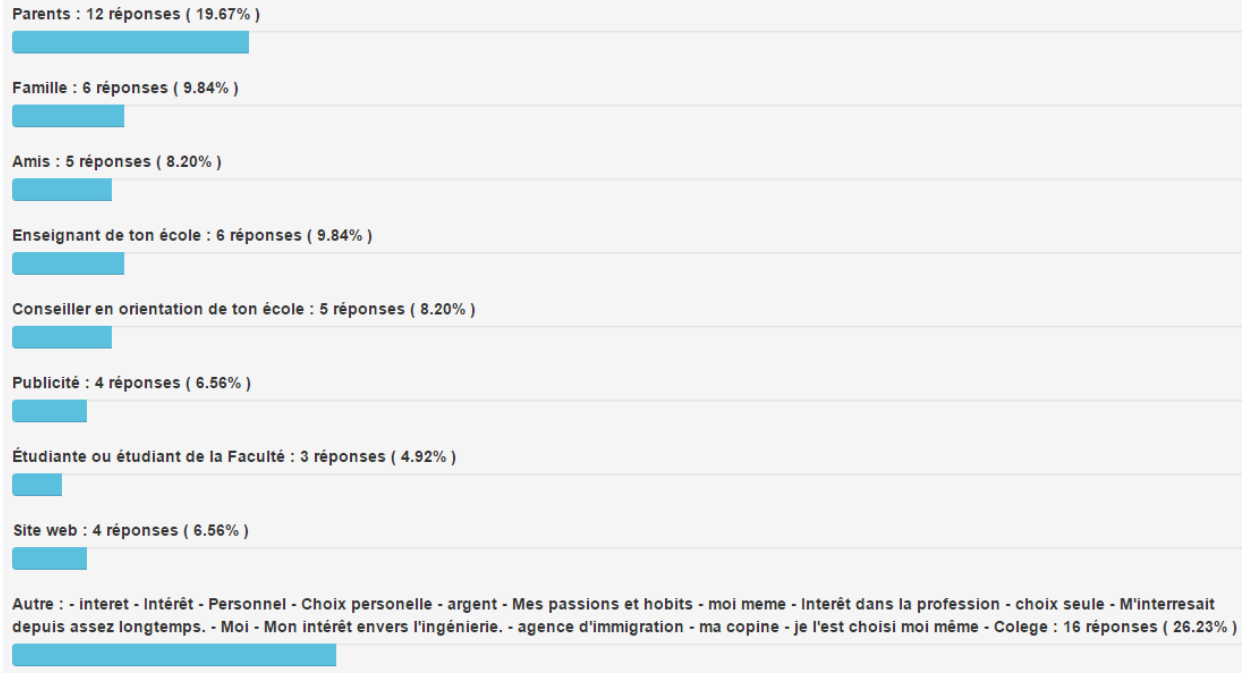 Parents : 12 réponses ( 19.67% )
Famille : 6 réponses ( 9.84% )
Amis : 5 réponses ( 8.20% )
Enseignant de ton école : 6 réponses ( 9.84% )
Conseiller en orientation de ton école : 5 réponses ( 8.20% )
Publicité : 4 réponses ( 6.56% )
Étudiante ou étudiant de la Faculté : 3 réponses ( 4.92% )
Site web : 4 réponses ( 6.56% )
Autre : - interet - Intérêt - Personnel - Choix personelle - argent - Mes passions et hobits - moi meme - Interêt dans la profession - choix seule - M'interresait
depuis assez longtemps. - Moi - Mon intérêt envers l'ingénierie. - agence d'immigration - ma copine - je l'est choisi moi même - Colege : 16 réponses ( 26.23% )